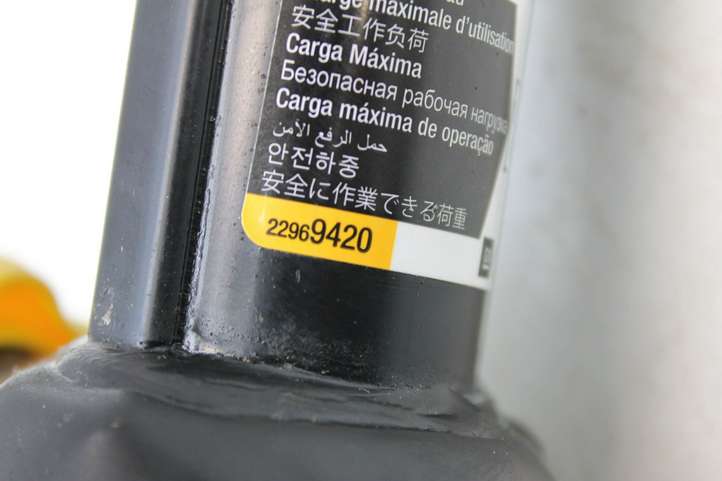 maximale d'utilisation
安全工作负荷
Carga Máxima
Безопасная рабочая нагрузка
Carga máxima de operação
حمل الرفع الآمن
안전하중
安全に作業できる荷重
22969420